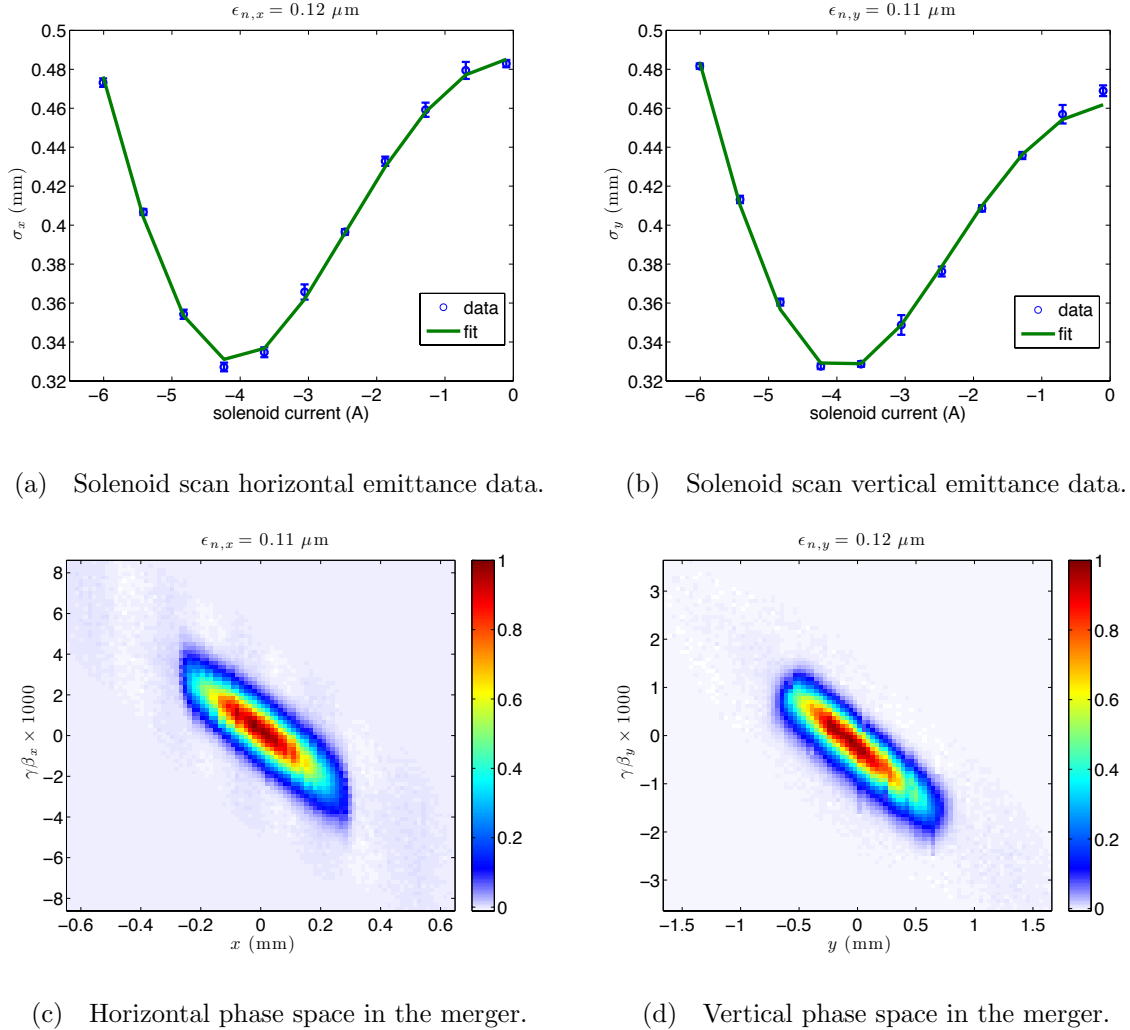 ϵn,x = 0.12 μm
0.5
0.48
0.46
0.44
0.42
0.4
0.38
0.36
0.34
0.32
σx (mm)
data
fit
−6 −5 −4 −3 −2 −1 0
solenoid current (A)
(a) Solenoid scan horizontal emittance data.
ϵn,y = 0.11 μm
0.5
0.48
0.46
0.44
0.42
0.4
0.38
0.36
0.34
0.32
σy (mm)
data
fit
−6 −5 −4 −3 −2 −1 0
solenoid current (A)
(b) Solenoid scan vertical emittance data.
ϵn,x = 0.11 μm
8
6
4
2
0
−2
−4
−6
−8
γβx × 1000
−0.6 −0.4 −0.2 0 0.2 0.4 0.6
x (mm)
1
0.8
0.6
0.4
0.2
0
(c) Horizontal phase space in the merger.
ϵn,y = 0.12 μm
3
2
1
0
−1
−2
−3
γβy × 1000
−1.5 −1 −0.5 0 0.5 1 1.5
y (mm)
1
0.8
0.6
0.4
0.2
0
(d) Vertical phase space in the merger.